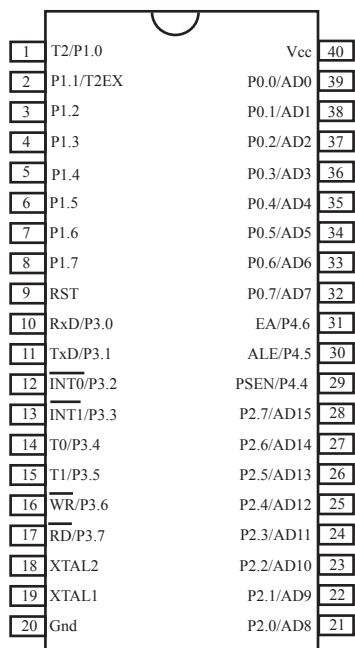 1 T2/P1.0 Vcc 40
2 P1.1/T2EX P0.0/AD0 39
3 P1.2 P0.1/AD1 38
4 P1.3 P0.2/AD2 37
5 P1.4 P0.3/AD3 36
6 P1.5 P0.4/AD4 35
7 P1.6 P0.5/AD5 34
8 P1.7 P0.6/AD6 33
9 RST P0.7/AD7 32
10 RxD/P3.0 EA/P4.6 31
11 TxD/P3.1 ALE/P4.5 30
12 INT0/P3.2 PSEN/P4.4 29
13 INT1/P3.3 P2.7/AD15 28
14 T0/P3.4 P2.6/AD14 27
15 T1/P3.5 P2.5/AD13 26
16 WR/P3.6 P2.4/AD12 25
17 RD/P3.7 P2.3/AD11 24
18 XTAL2 P2.2/AD10 23
19 XTAL1 P2.1/AD9 22
20 Gnd P2.0/AD8 21